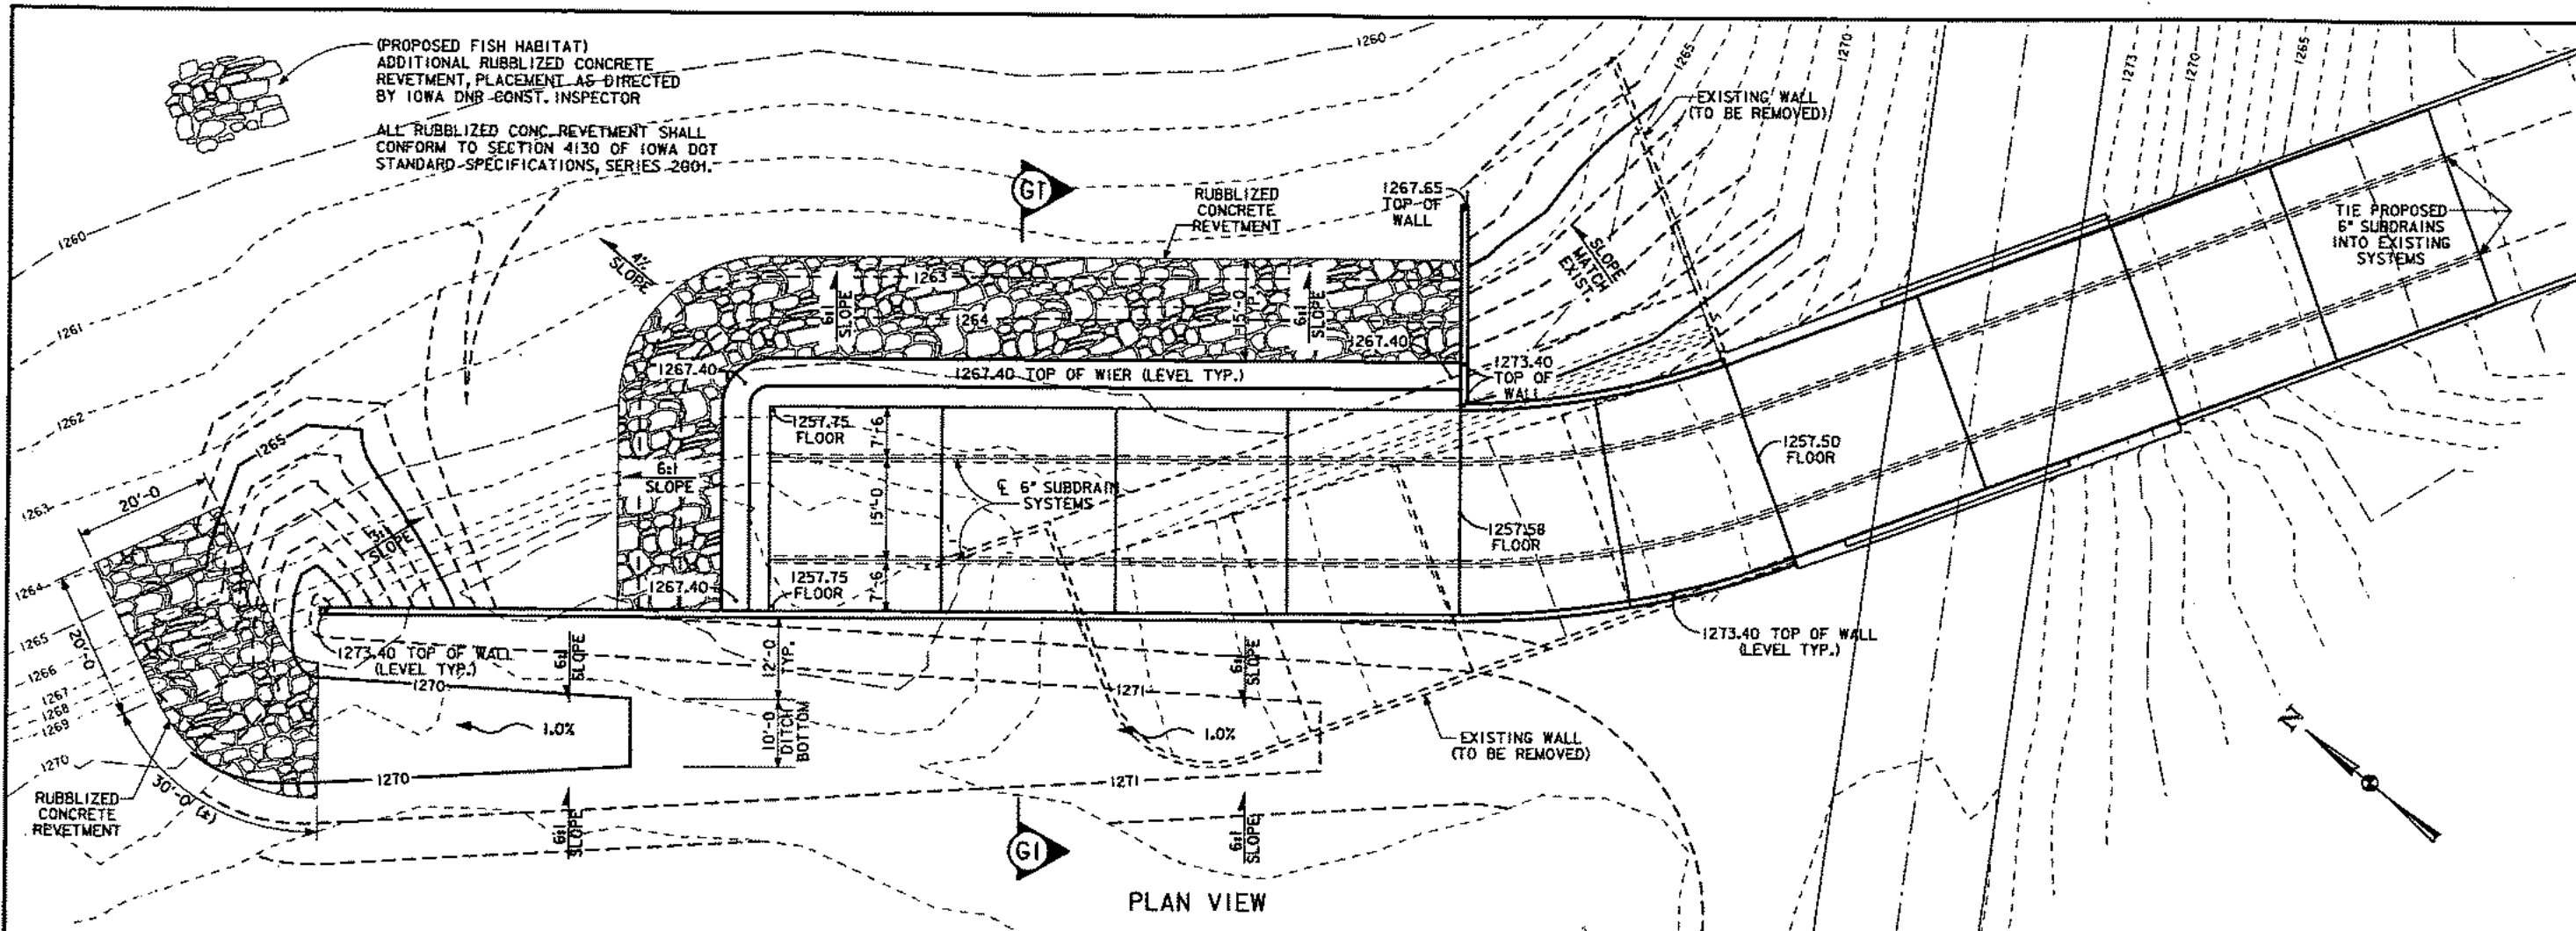 (PROPOSED FISH HABITAT)
ADDITIONAL RUBBLIZED CONCRETE
REVETMENT, PLACEMENT AS DIRECTED
BY IOWA DNR CONST. INSPECTOR
ALL RUBBLIZED CONC. REVETMENT SHALL
CONFORM TO SECTION 4130 OF IOWA DOT
STANDARD SPECIFICATIONS, SERIES 2001.
1260
1265
1270
1273
1270
1265
EXISTING WALL
(TO BE REMOVED)
G1
RUBBLIZED
CONCRETE
REVETMENT
1267.65
TOP OF
WALL
TIE PROPOSED
6" SUBDRAINS
INTO EXISTING
SYSTEMS
SLOPE
MATCH
EXIST.
1260
4%
SLOPE
1263
6:1
SLOPE
1264
15'-0
TYP.
6:1
SLOPE
1267.40
1261
1267.40
1267.40 TOP OF WIER (LEVEL TYP.)
1273.40
TOP OF
WALL
1262
1257.75
FLOOR
7'-6
1257.50
FLOOR
1265
6:1
SLOPE
℄ 6" SUBDRAIN
SYSTEMS
15'-0
1257.58
FLOOR
1263
20'-0
3:1
SLOPE
1264
1267.40
1257.75
FLOOR
7'-6
1265
1266
1267
1268
1269
1270
20'-0
1273.40 TOP OF WALL
(LEVEL TYP.)
1270
6:1
SLOPE
12'-0
TYP.
1271
6:1
SLOPE
1273.40 TOP OF WALL
(LEVEL TYP.)
1.0%
10'-0
DITCH
BOTTOM
1.0%
EXISTING WALL
(TO BE REMOVED)
N
1270
1271
RUBBLIZED
CONCRETE
REVETMENT
30'-0 (±)
6:1
SLOPE
G1
6:1
SLOPE
PLAN VIEW